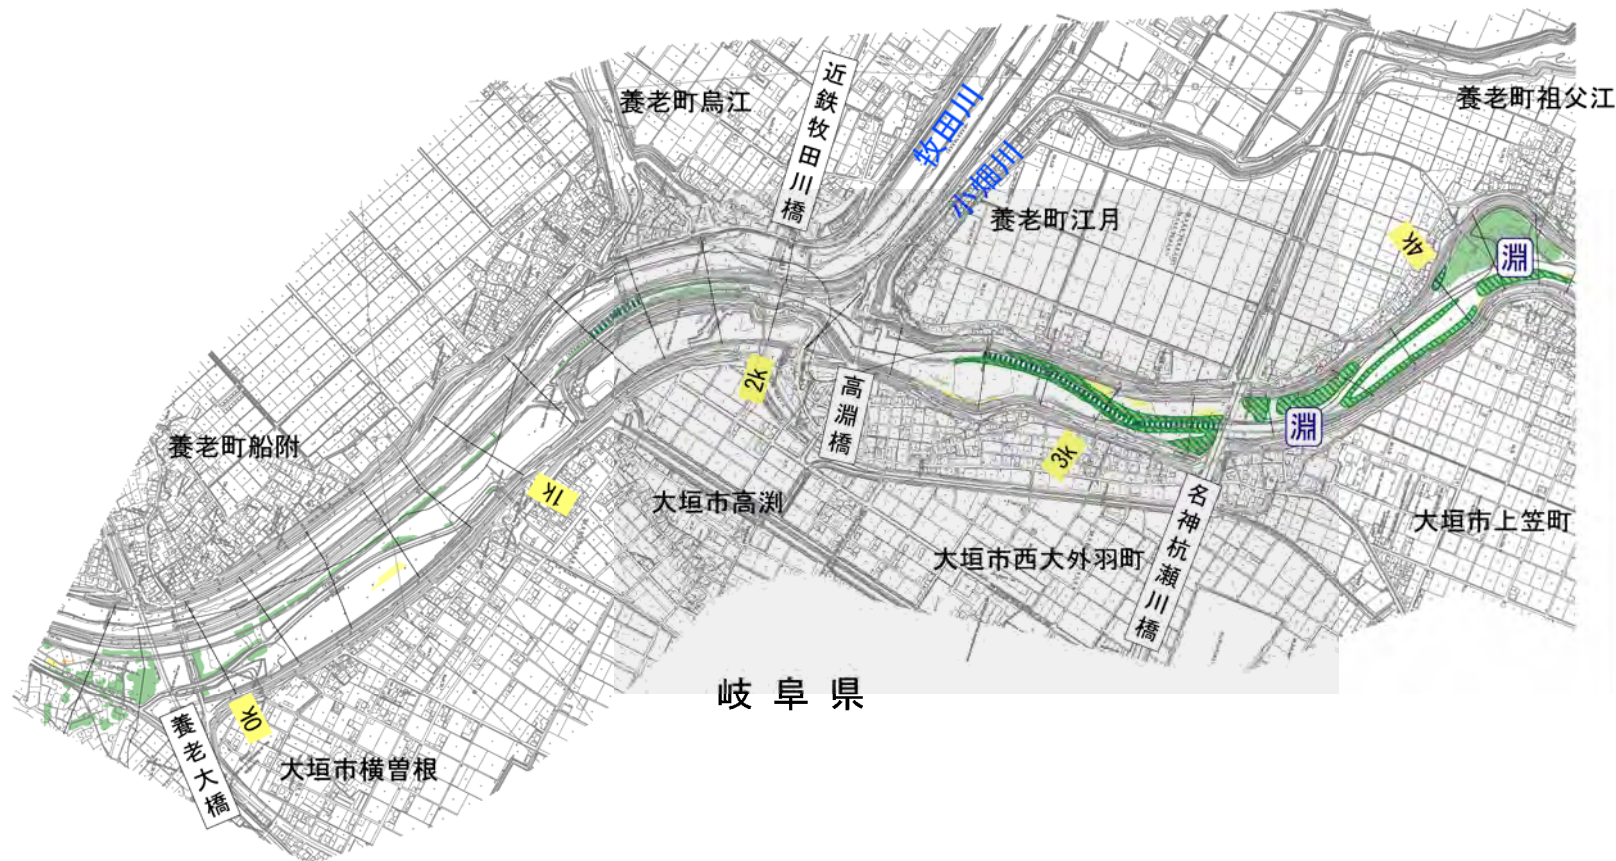 近鉄牧田川橋
養老町烏江
牧田川
養老町祖父江
小畑川
養老町江月
4k
淵
2k
高淵橋
淵
養老町船附
3k
1k
大垣市高渕
名神杭瀬川橋
大垣市上笠町
大垣市西大外羽町
岐阜県
0k
養老大橋
大垣市横曽根